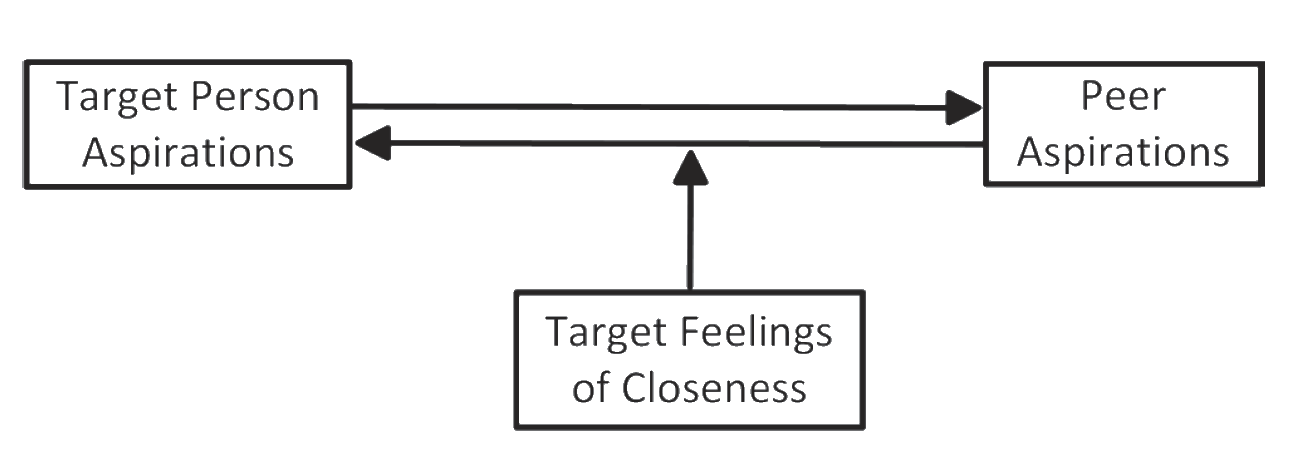 Target Person
Aspirations
Peer
Aspirations
Target Feelings
of Closeness